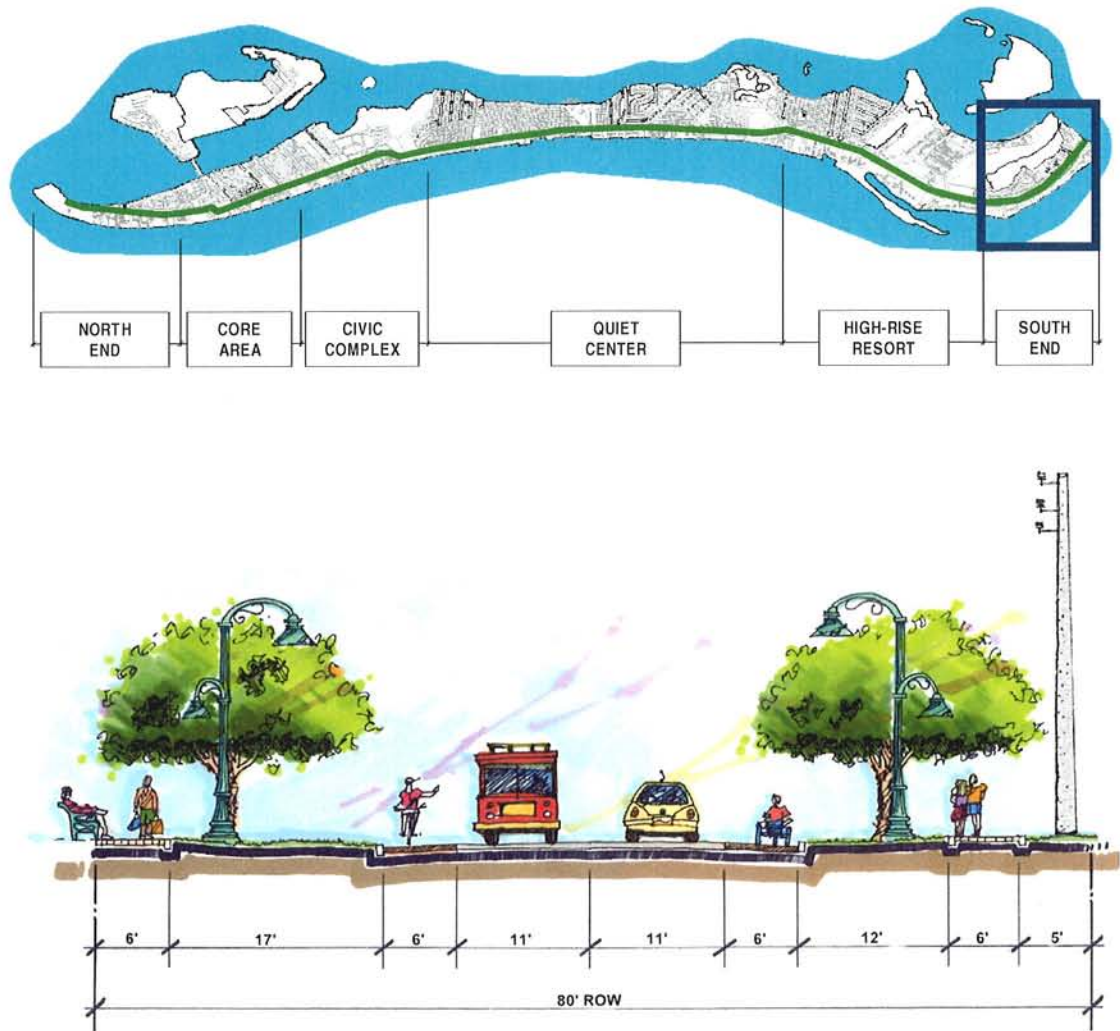 NORTH
END
CORE
AREA
CIVIC
COMPLEX
QUIET
CENTER
HIGH-RISE
RESORT
SOUTH
END
6' 17' 6' 11' 11' 6' 12' 6' 5'
80' ROW